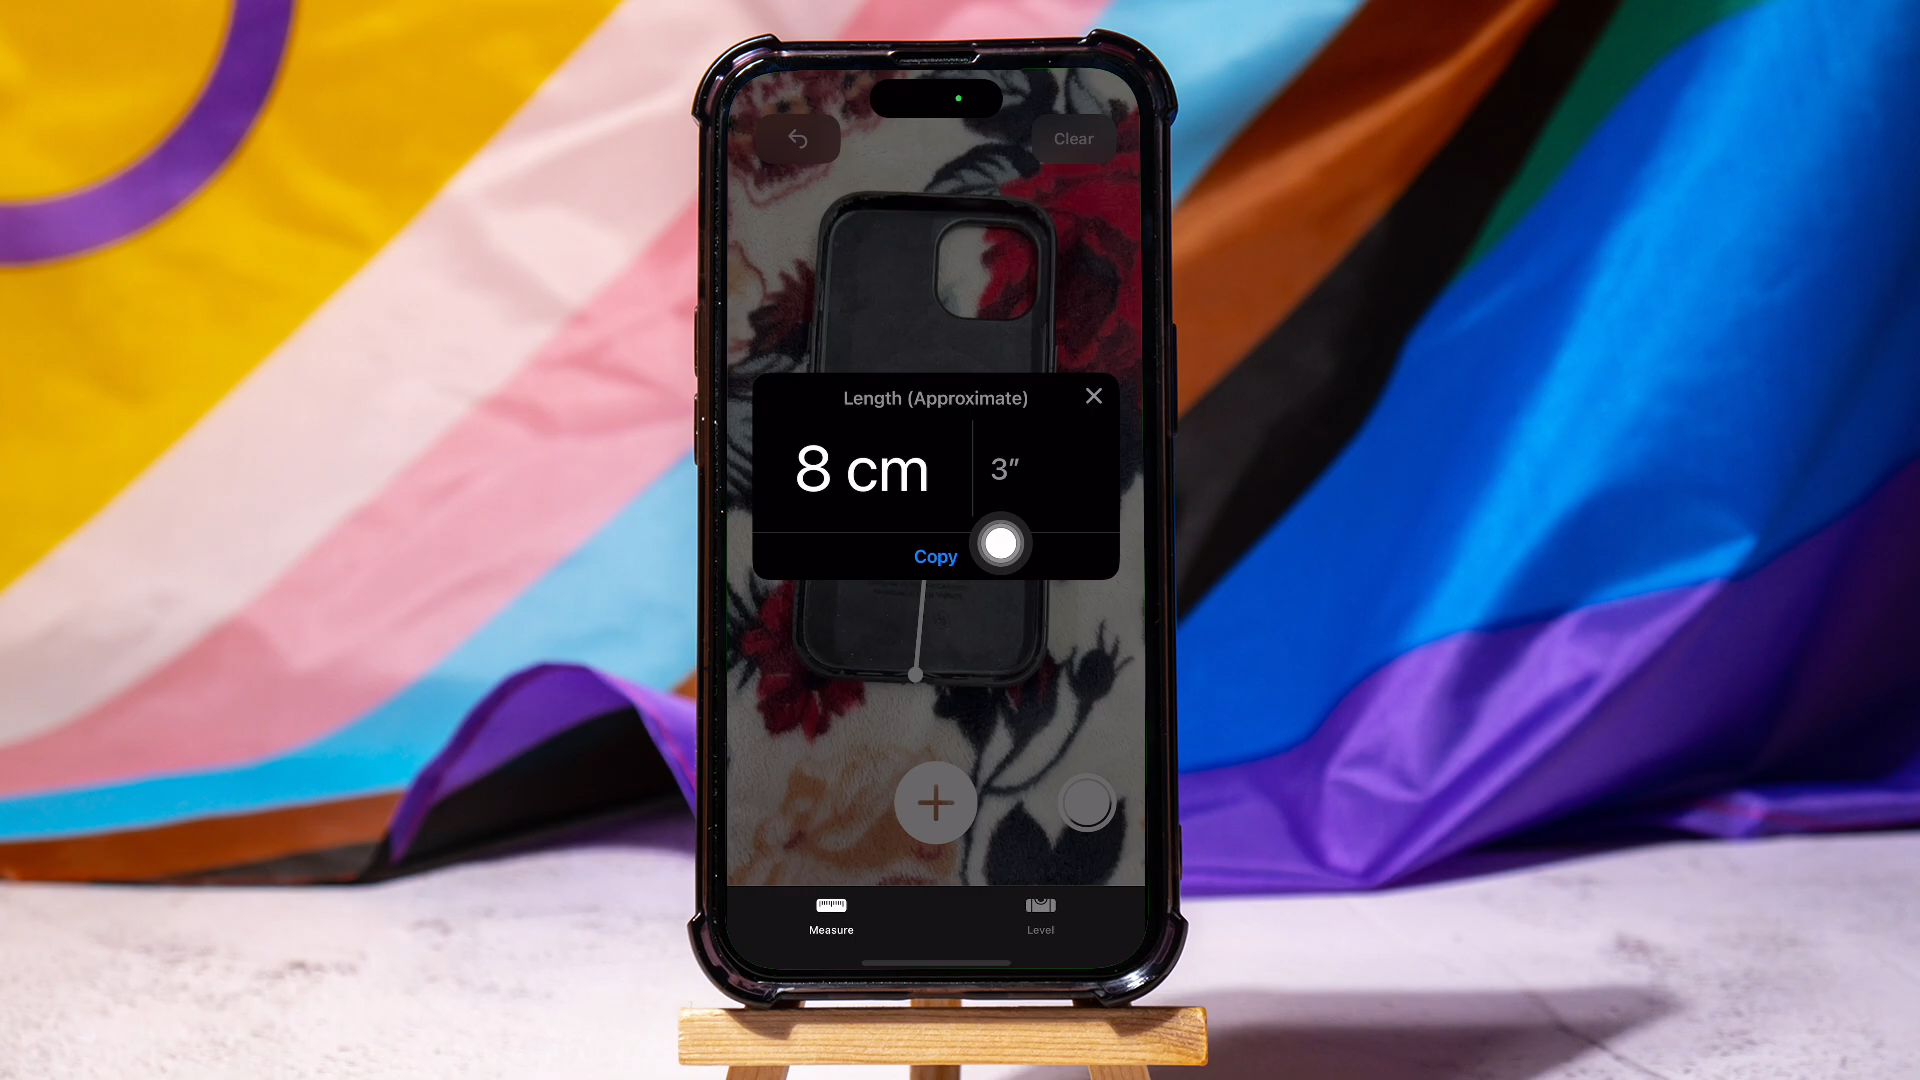 Clear
Length (Approximate)
8 cm
3″
Copy
Measure
Level